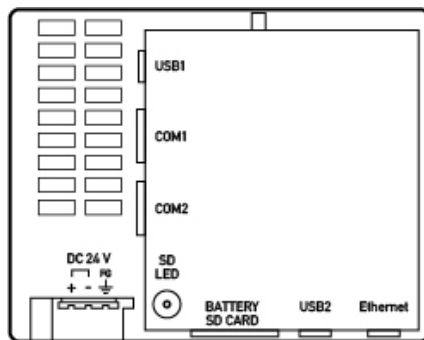 USB1
COM1
COM2
DC 24 V
FG
+ -
SD
LED
BATTERY
SD CARD
USB2
Ethernet